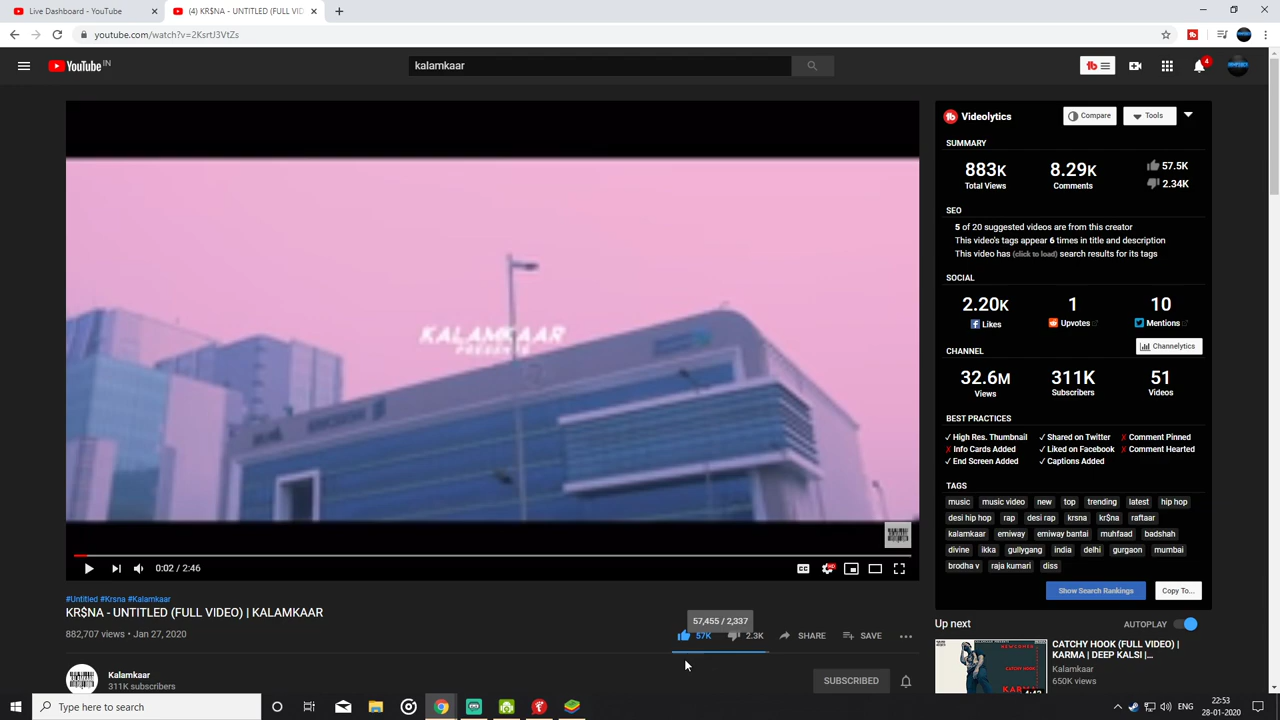 Live Dashboard - YouTube
(4) KR$NA - UNTITLED (FULL VID
youtube.com/watch?v=2KsrtJ3VtZs
YouTube IN
kalamkaar
4
Videolytics
Compare
Tools
SUMMARY
883K
Total Views
8.29K
Comments
57.5K
2.34K
SEO
5 of 20 suggested videos are from this creator
This video's tags appear 6 times in title and description
This video has (click to load) search results for its tags
SOCIAL
2.20K
Likes
1
Upvotes
10
Mentions
CHANNEL
Channelytics
32.6M
Views
311K
Subscribers
51
Videos
BEST PRACTICES
✓ High Res. Thumbnail ✓ Shared on Twitter ✗ Comment Pinned
✗ Info Cards Added ✓ Liked on Facebook ✗ Comment Hearted
✓ End Screen Added ✓ Captions Added
TAGS
music music video new top trending latest hip hop
desi hip hop rap desi rap krsna kr$na raftaar
kalamkaar emiway emiway bantai muhfaad badshah
divine ikka gullygang india delhi gurgaon mumbai
brodha v raja kumari diss
Show Search Rankings
Copy To...
KALAMKAAR
0:02 / 2:46
CC
HD
#Untitled #Krsna #Kalamkaar
KR$NA - UNTITLED (FULL VIDEO) | KALAMKAAR
882,707 views • Jan 27, 2020
57,455 / 2,337
57K
2.3K
SHARE
SAVE
Kalamkaar
311K subscribers
SUBSCRIBED
Up next
AUTOPLAY
CATCHY HOOK (FULL VIDEO) |
KARMA | DEEP KALSI |...
Kalamkaar
650K views
Type here to search
ENG
22:53
28-01-2020